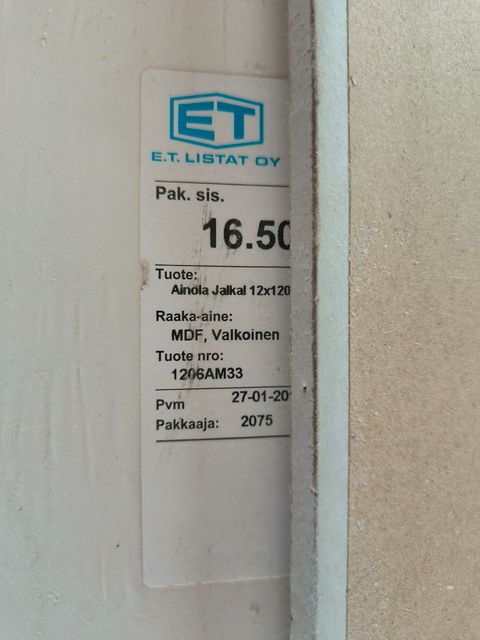 ET
E.T. LISTAT OY
Pak. sis.
16.50
Tuote:
Ainola Jalkal 12x120
Raaka-aine:
MDF, Valkoinen
Tuote nro:
1206AM33
Pvm 27-01-20
Pakkaaja: 2075